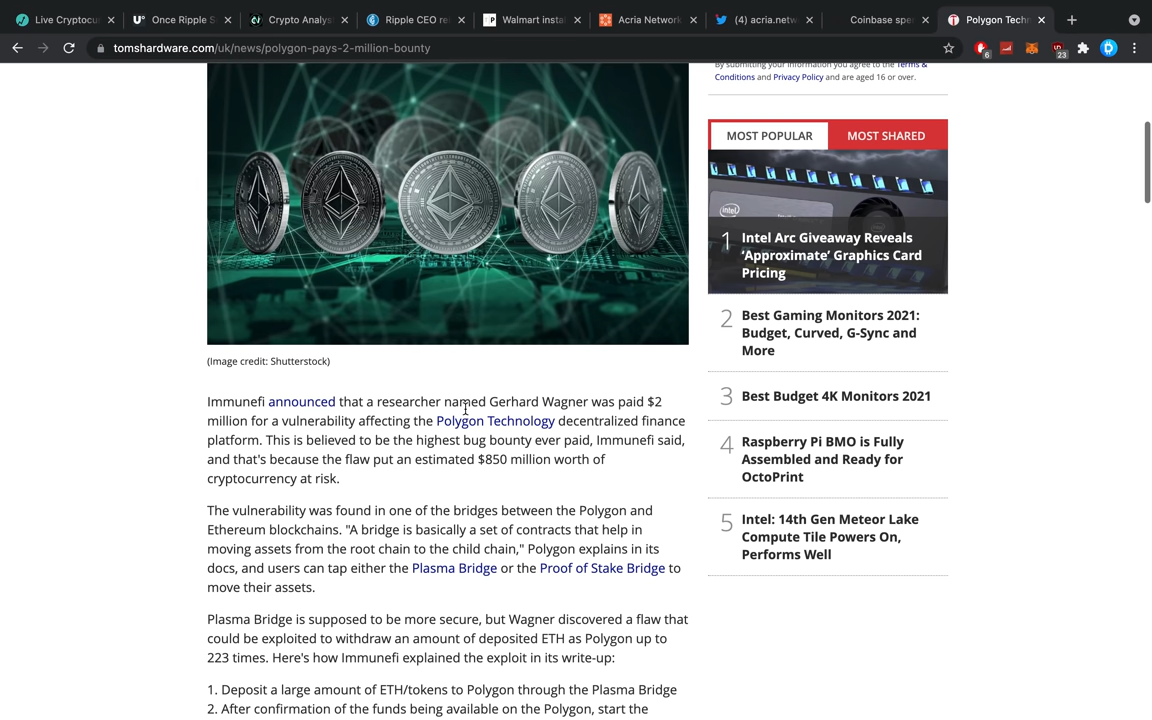 Live Cryptocu
Once Ripple S
Crypto Analys
Ripple CEO re
Walmart insta
Acria Network
(4) acria.netw
Coinbase spe
Polygon Techn
tomshardware.com/uk/news/polygon-pays-2-million-bounty
6
23
By submitting your information you agree to the Terms &
Conditions and Privacy Policy and are aged 16 or over.
MOST POPULAR
MOST SHARED
intel
1 Intel Arc Giveaway Reveals
‘Approximate’ Graphics Card
Pricing
2 Best Gaming Monitors 2021:
Budget, Curved, G-Sync and
More
3 Best Budget 4K Monitors 2021
4 Raspberry Pi BMO is Fully
Assembled and Ready for
OctoPrint
5 Intel: 14th Gen Meteor Lake
Compute Tile Powers On,
Performs Well
(Image credit: Shutterstock)
Immunefi announced that a researcher named Gerhard Wagner was paid $2
million for a vulnerability affecting the Polygon Technology decentralized finance
platform. This is believed to be the highest bug bounty ever paid, Immunefi said,
and that's because the flaw put an estimated $850 million worth of
cryptocurrency at risk.
The vulnerability was found in one of the bridges between the Polygon and
Ethereum blockchains. "A bridge is basically a set of contracts that help in
moving assets from the root chain to the child chain," Polygon explains in its
docs, and users can tap either the Plasma Bridge or the Proof of Stake Bridge to
move their assets.
Plasma Bridge is supposed to be more secure, but Wagner discovered a flaw that
could be exploited to withdraw an amount of deposited ETH as Polygon up to
223 times. Here's how Immunefi explained the exploit in its write-up:
1. Deposit a large amount of ETH/tokens to Polygon through the Plasma Bridge
2. After confirmation of the funds being available on the Polygon, start the